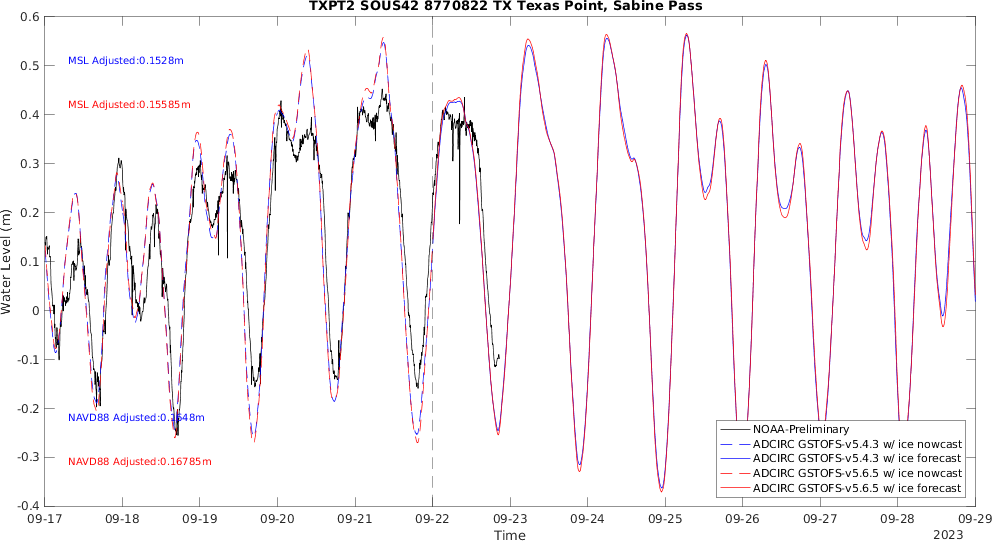 TXPT2 SOUS42 8770822 TX Texas Point, Sabine Pass
0.6
0.5
0.4
0.3
0.2
0.1
0
-0.1
-0.2
-0.3
-0.4
Water Level (m)
MSL Adjusted:0.1528m
MSL Adjusted:0.15585m
NAVD88 Adjusted:0.1648m
NAVD88 Adjusted:0.16785m
NOAA-Preliminary
ADCIRC GSTOFS-v5.4.3 w/ ice nowcast
ADCIRC GSTOFS-v5.4.3 w/ ice forecast
ADCIRC GSTOFS-v5.6.5 w/ ice nowcast
ADCIRC GSTOFS-v5.6.5 w/ ice forecast
09-17 09-18 09-19 09-20 09-21 09-22 09-23 09-24 09-25 09-26 09-27 09-28 09-29
Time
2023